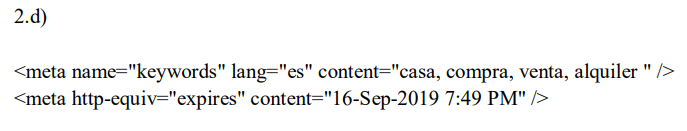 2.d)
<meta name="keywords" lang="es" content="casa, compra, venta, alquiler " />
<meta http-equiv="expires" content="16-Sep-2019 7:49 PM" />